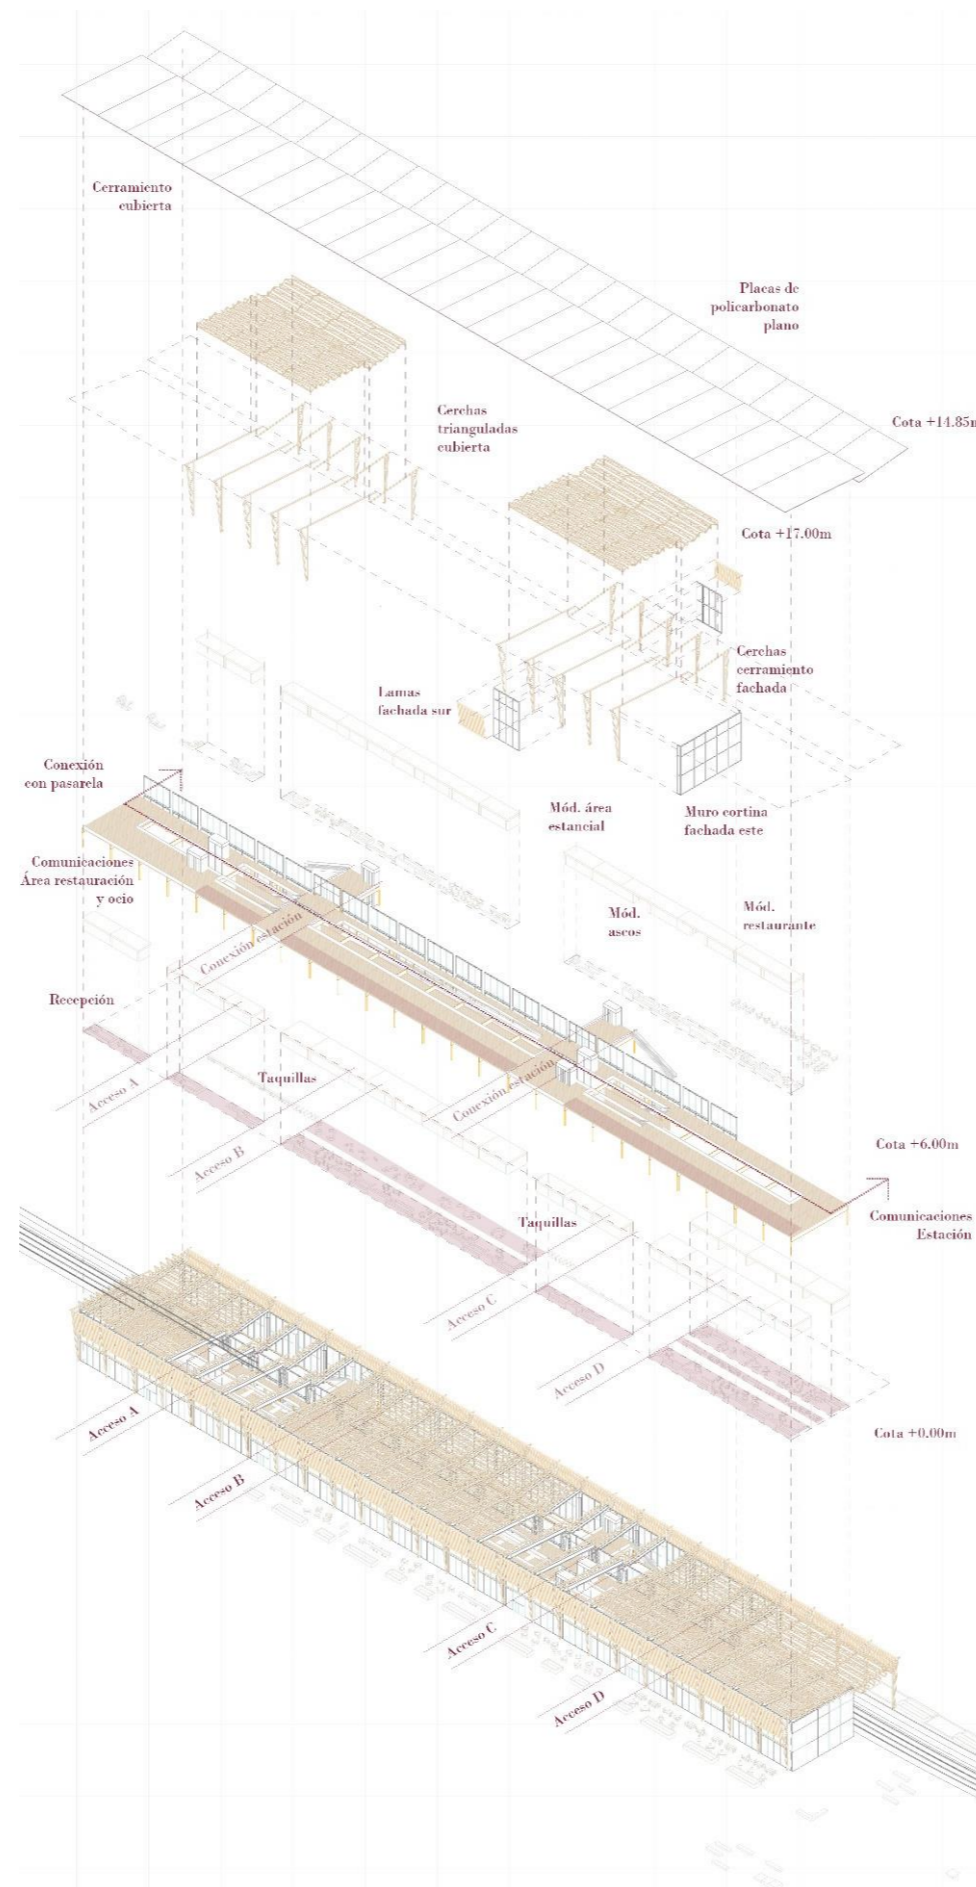 Cerramiento
cubierta
Placas de
policarbonato
plano
Cerchas
trianguladas
cubierta
Cota +14.85m
Cota +17.00m
Cerchas
cerramiento
fachada
Lamas
fachada sur
Conexión
con pasarela
Mód. área
estancial
Muro cortina
fachada este
Comunicaciones
Área restauración
y ocio
Mód.
aseos
Mód.
restaurante
Conexión estación
Recepción
Acceso A
Taquillas
Conexión estación
Acceso B
Cota +6.00m
Comunicaciones
Estación
Taquillas
Acceso C
Acceso D
Cota +0.00m
Acceso A
Acceso B
Acceso C
Acceso D